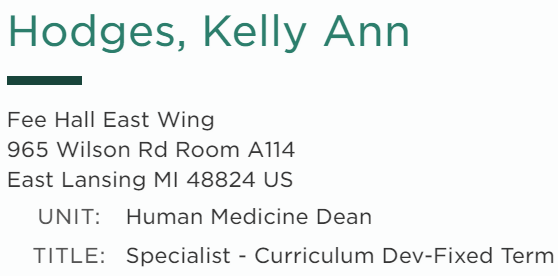 Hodges, Kelly Ann
Fee Hall East Wing
965 Wilson Rd Room A114
East Lansing MI 48824 US
UNIT: Human Medicine Dean
TITLE: Specialist - Curriculum Dev-Fixed Term